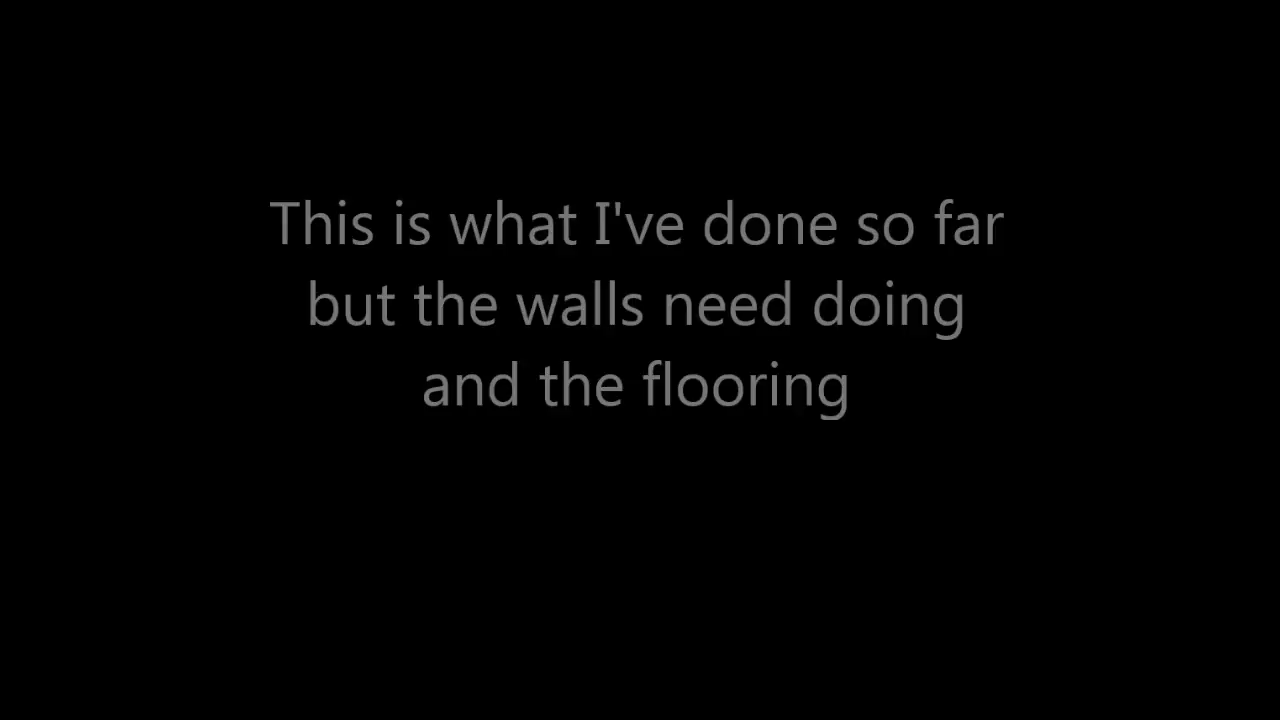 This is what I've done so far
but the walls need doing
and the flooring